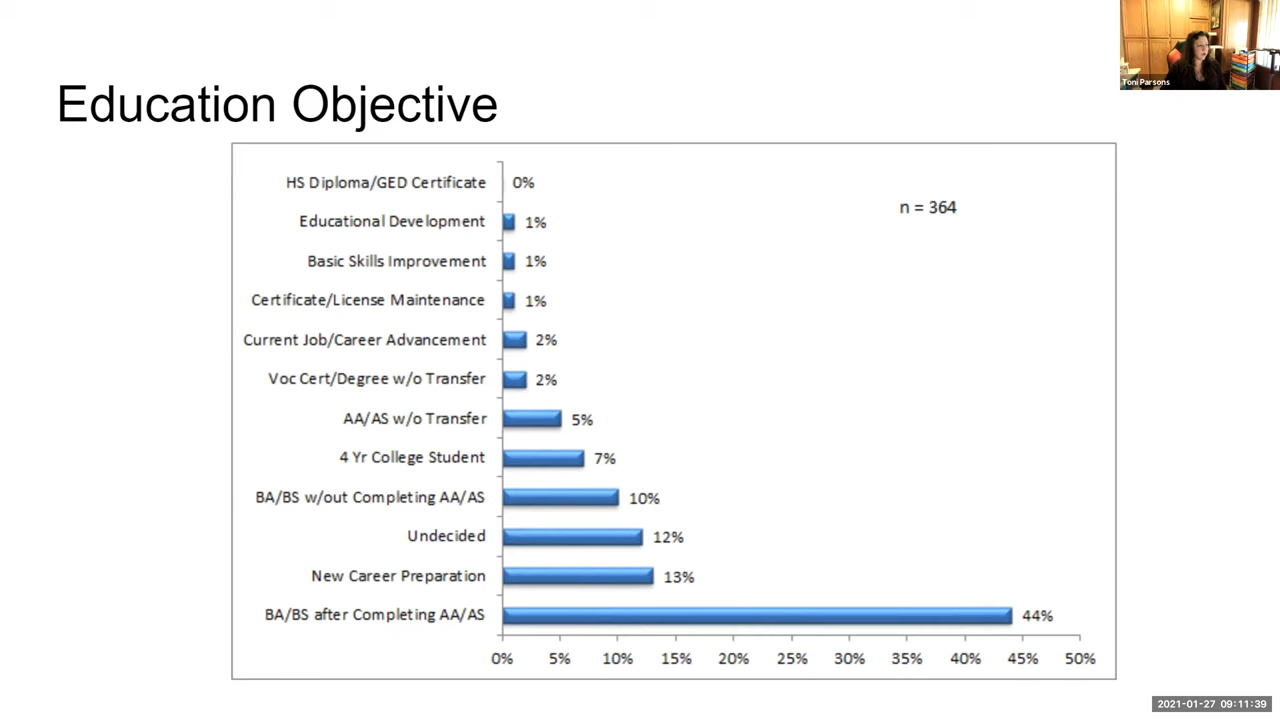 Toni Parsons
Education Objective
n = 364
HS Diploma/GED Certificate 0%
Educational Development 1%
Basic Skills Improvement 1%
Certificate/License Maintenance 1%
Current Job/Career Advancement 2%
Voc Cert/Degree w/o Transfer 2%
AA/AS w/o Transfer 5%
4 Yr College Student 7%
BA/BS w/out Completing AA/AS 10%
Undecided 12%
New Career Preparation 13%
BA/BS after Completing AA/AS 44%
0% 5% 10% 15% 20% 25% 30% 35% 40% 45% 50%
2021-01-27 09:11:39